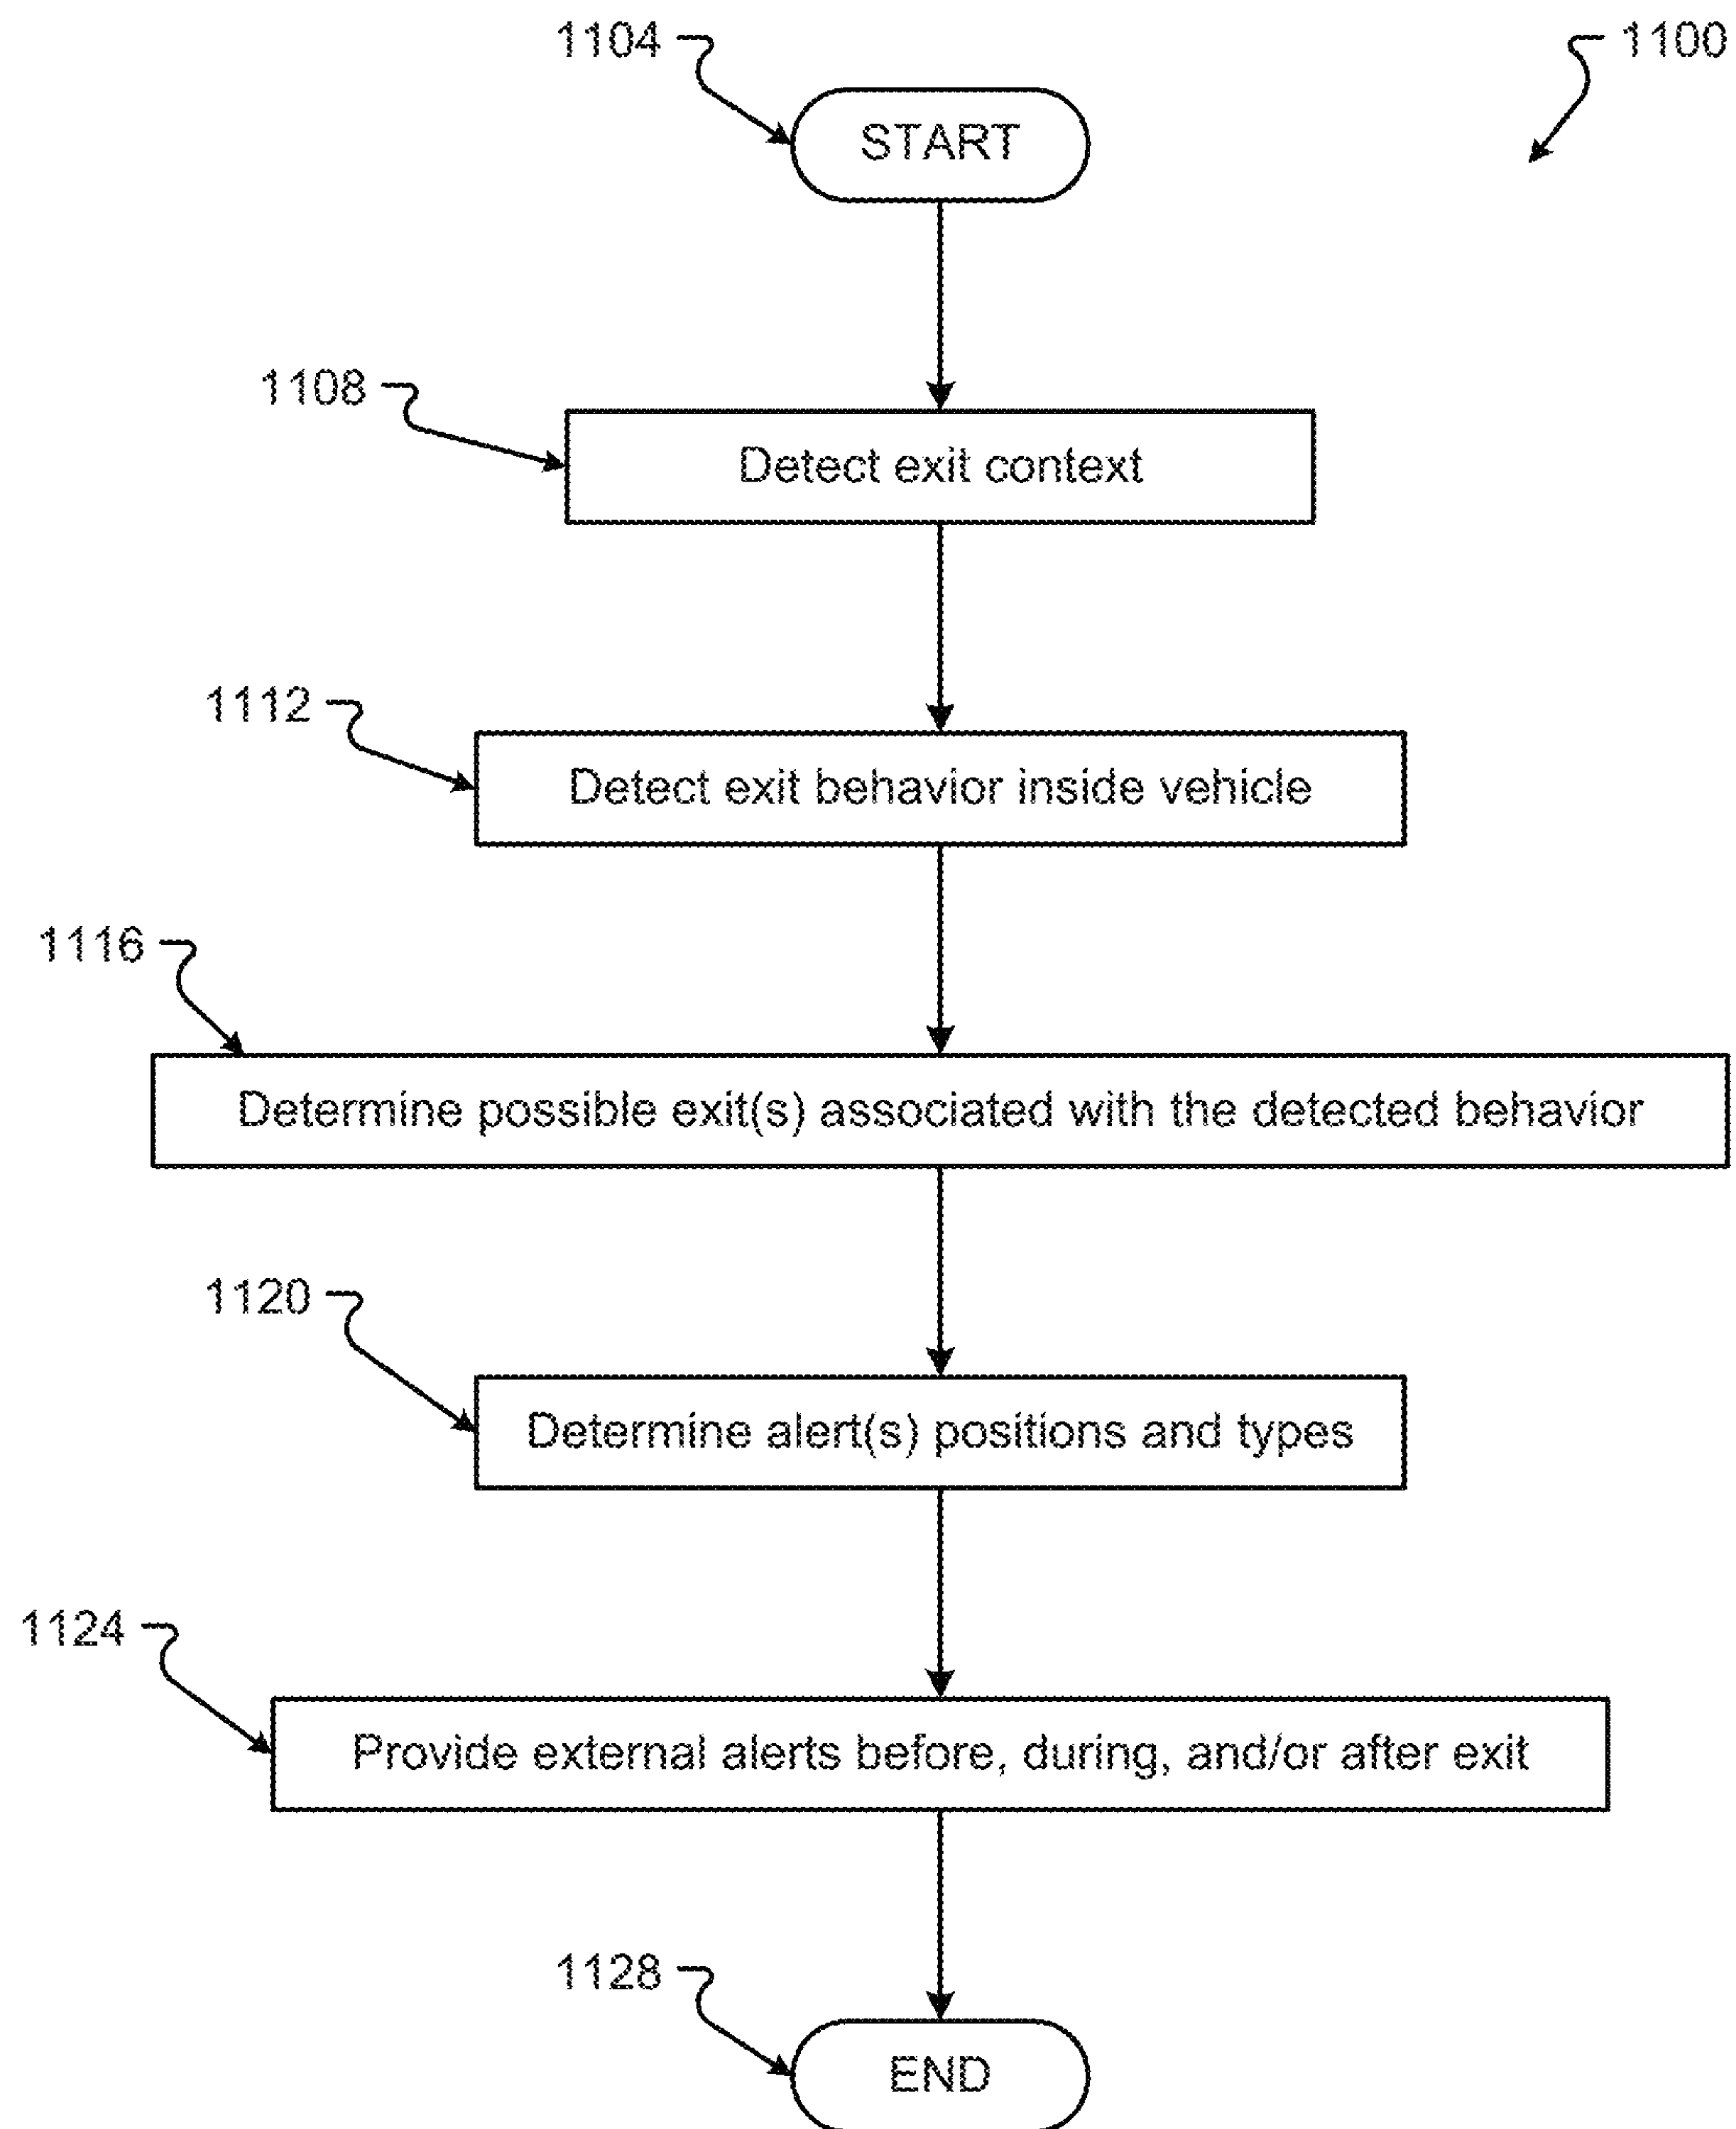 1104
1100
START
1108
Detect exit context
1112
Detect exit behavior inside vehicle
1116
Determine possible exit(s) associated with the detected behavior
1120
Determine alert(s) positions and types
1124
Provide external alerts before, during, and/or after exit
1128
END